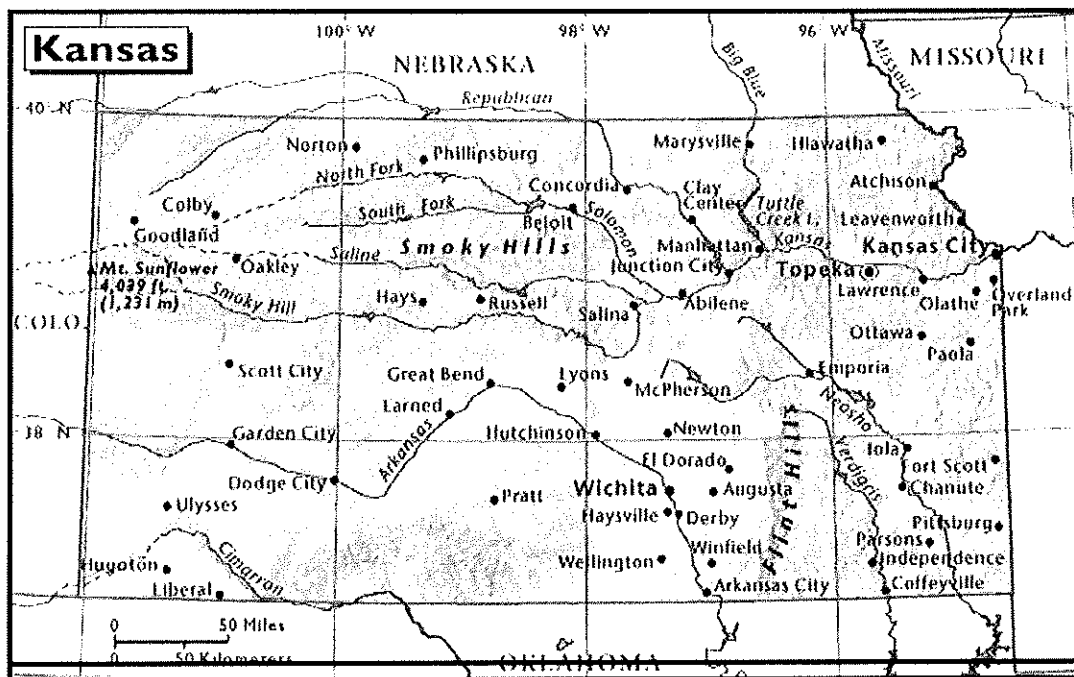 Kansas
100° W
98° W
96° W
NEBRASKA
MISSOURI
Big Blue
Missouri
Republican
40 N
Norton
Phillipsburg
Marysville
Hiawatha
North Fork
Concordia
Clay
Center
Atchison
Colby
South Fork
Beloit
Solomon
Tuttle
Creek L.
Leavenworth
Goodland
Smoky Hills
Manhattan
Kansas
Kansas City
Mt. Sunflower
4,039 ft.
(1,231 m)
Oakley
Saline
Junction City
Topeka
Lawrence
Smoky Hill
Hays
Russell
Salina
Abilene
Olathe
Overland
Park
COLO.
Ottawa
Paola
Scott City
Great Bend
Lyons
McPherson
Emporia
Larned
Neosho
38 N
Garden City
Arkansas
Hutchinson
Newton
Iola
Dodge City
El Dorado
Flint Hills
Verdigris
Fort Scott
Chanute
Ulysses
Pratt
Wichita
Augusta
Haysville
Derby
Pittsburg
Parsons
Hugoton
Cimarron
Wellington
Winfield
Independence
Liberal
Arkansas City
Coffeyville
0 50 Miles
0 50 Kilometers
OKLAHOMA